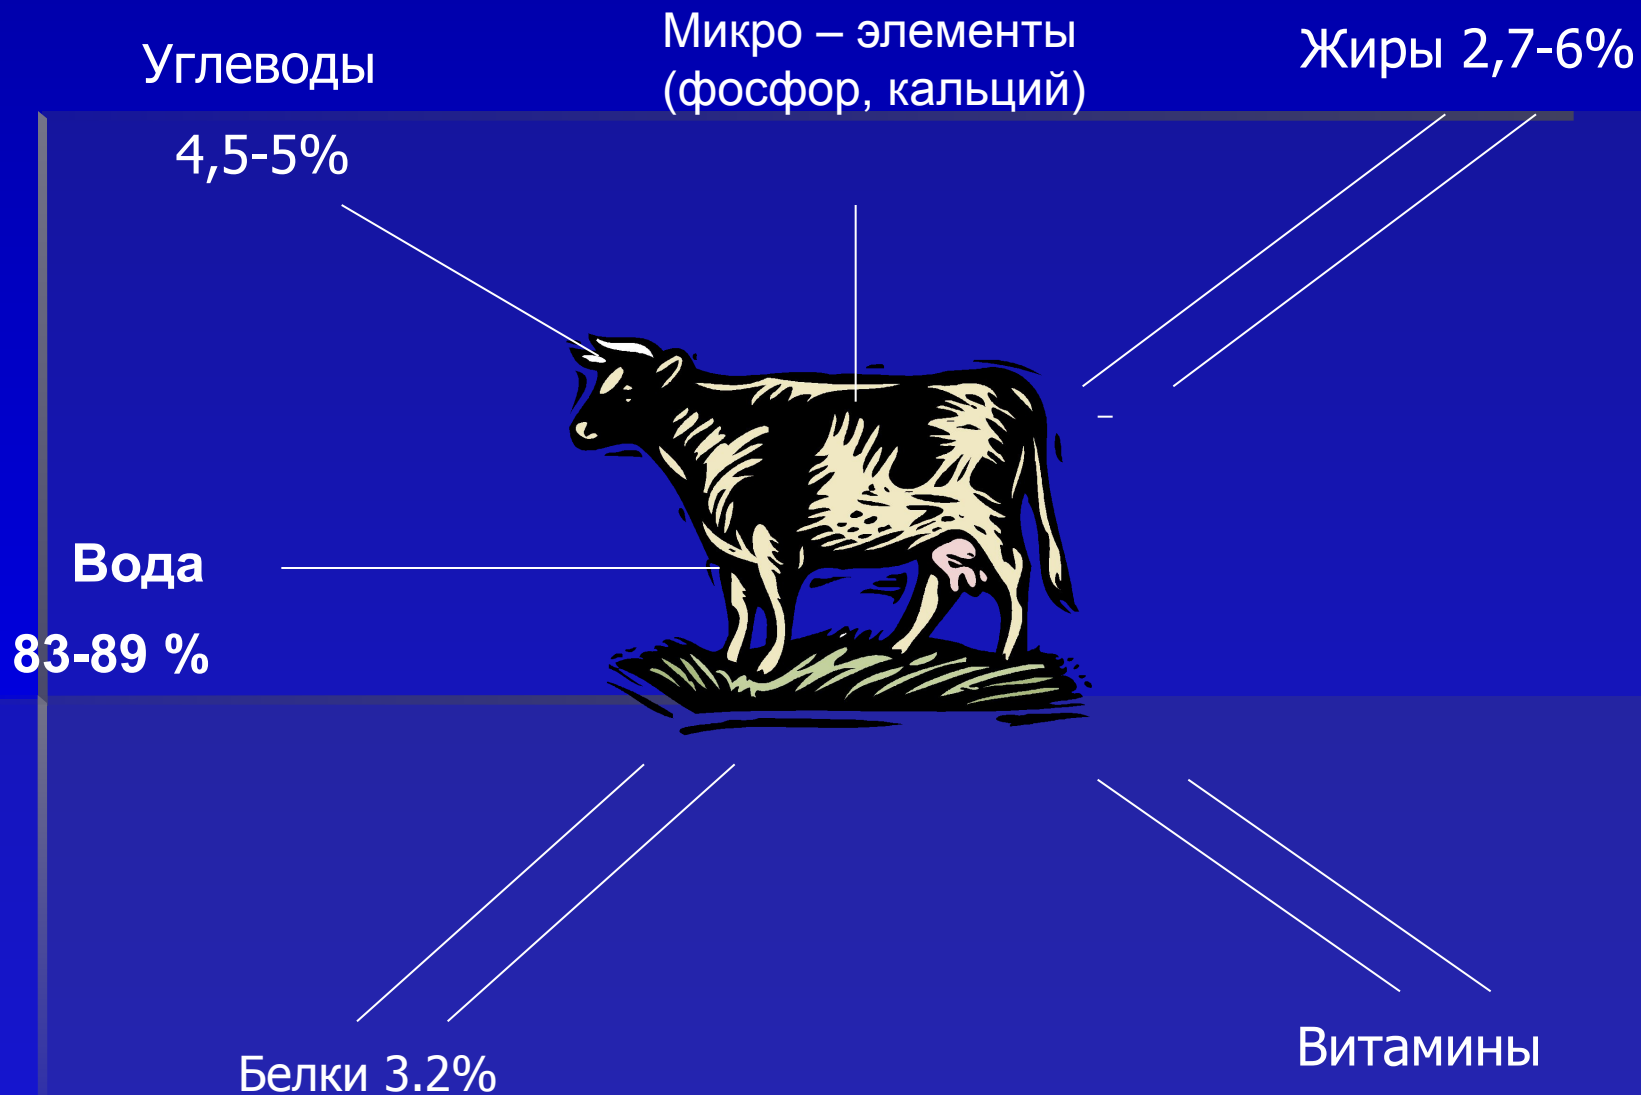 Углеводы
4,5-5%
Микро – элементы
(фосфор, кальций)
Жиры 2,7-6%
–
Вода
83-89 %
Белки 3.2%
Витамины